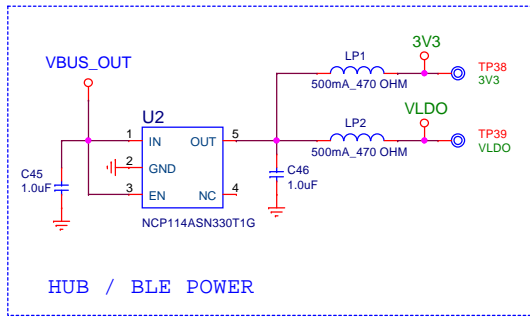 3V3
LP1
TP38
3V3
500mA_470 OHM
VBUS_OUT
VLDO
U2
LP2
TP39
VLDO
500mA_470 OHM
1 IN OUT 5
2 GND
3 EN NC 4
C45
1.0uF
C46
1.0uF
NCP114ASN330T1G
HUB / BLE POWER